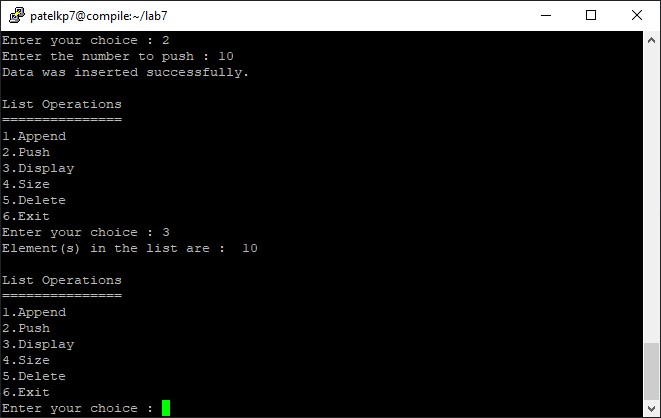 patelkp7@compile:~/lab7
Enter your choice : 2
Enter the number to push : 10
Data was inserted successfully.

List Operations
===============
1.Append
2.Push
3.Display
4.Size
5.Delete
6.Exit
Enter your choice : 3
Element(s) in the list are :  10

List Operations
===============
1.Append
2.Push
3.Display
4.Size
5.Delete
6.Exit
Enter your choice :